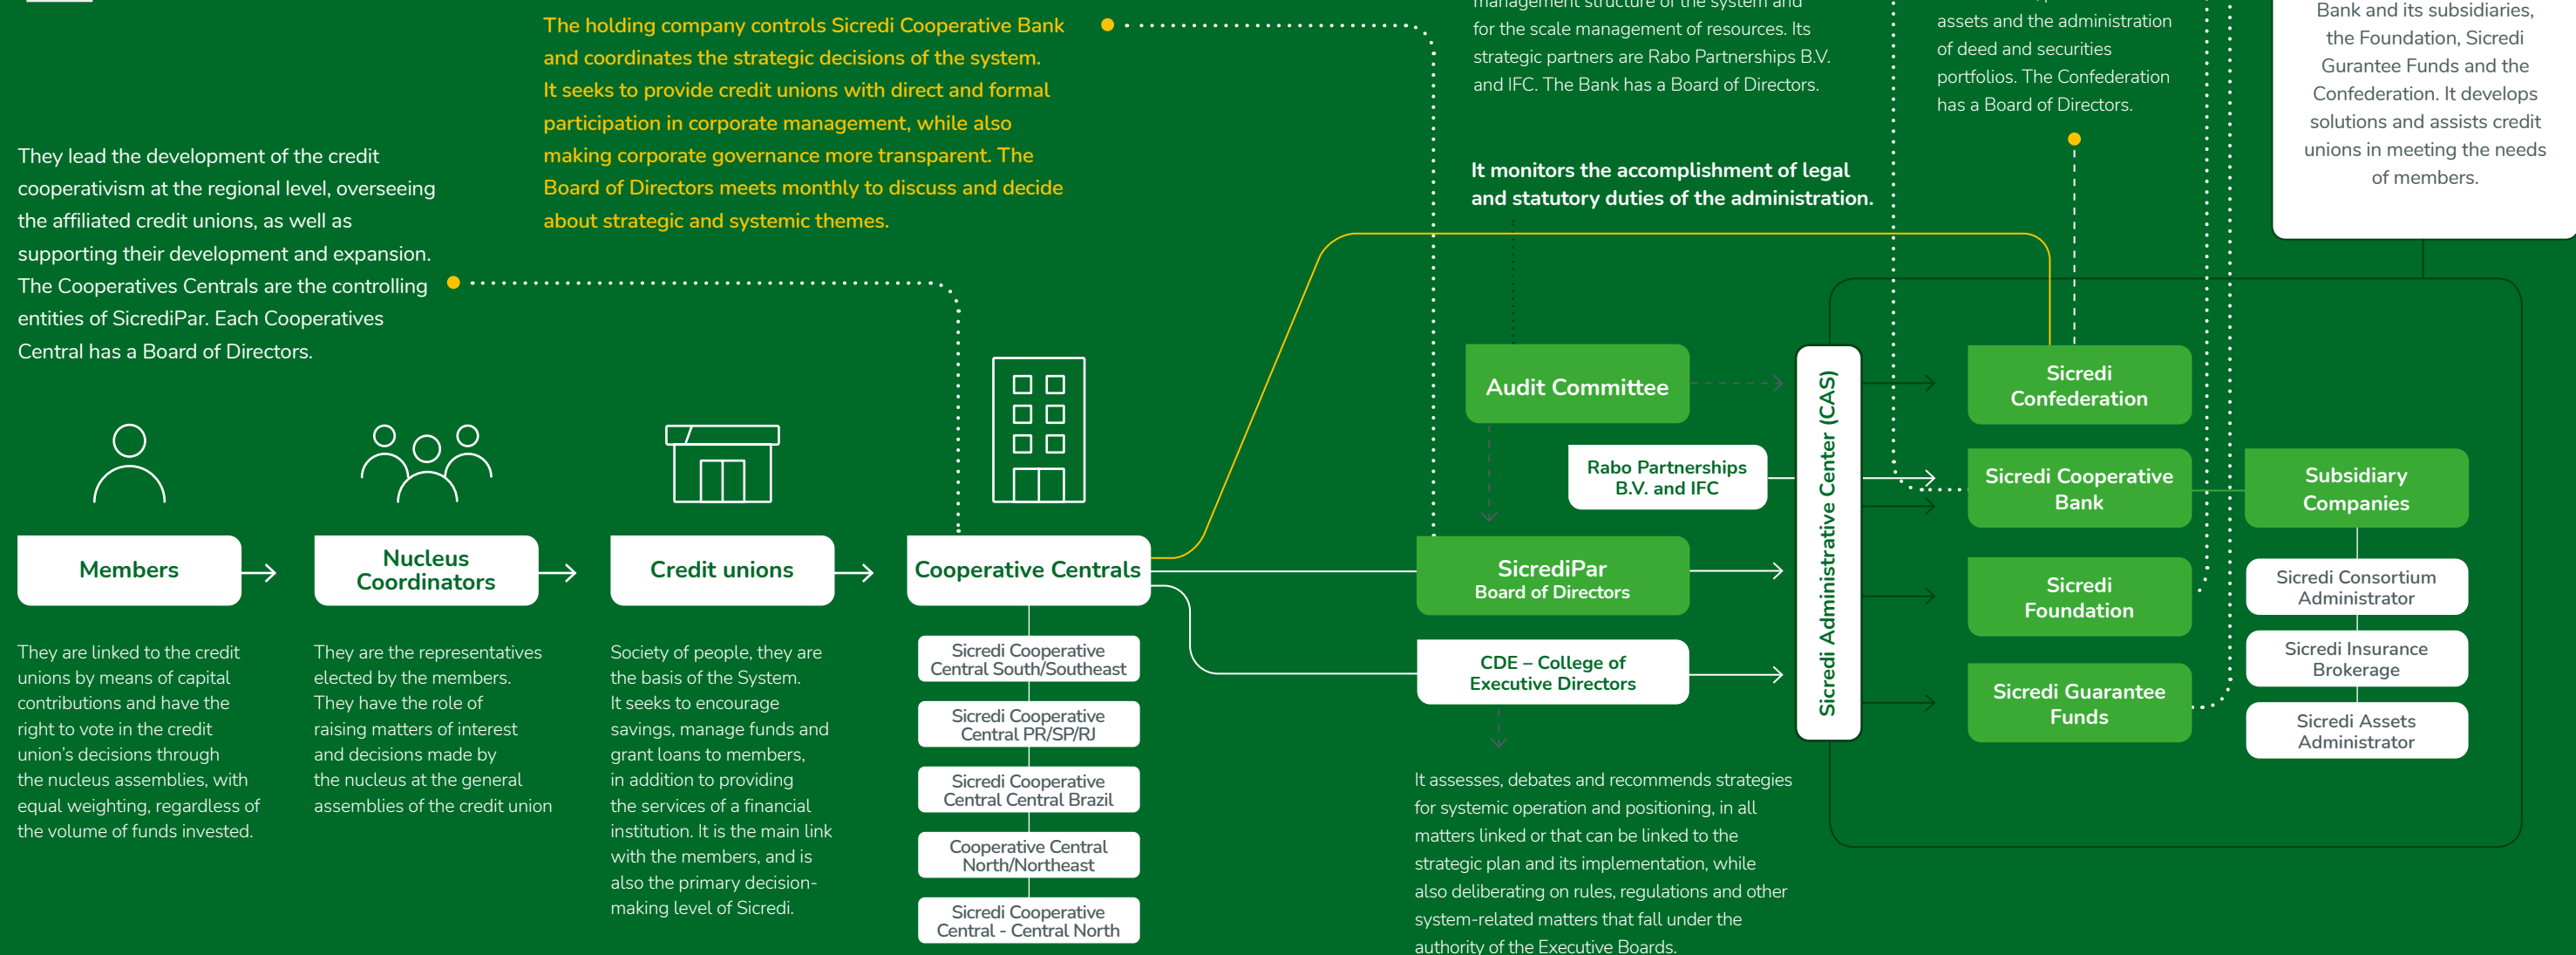 The holding company controls Sicredi Cooperative Bank
and coordinates the strategic decisions of the system.
It seeks to provide credit unions with direct and formal
participation in corporate management, while also
making corporate governance more transparent. The
Board of Directors meets monthly to discuss and decide
about strategic and systemic themes.
management structure of the system and
for the scale management of resources. Its
strategic partners are Rabo Partnerships B.V.
and IFC. The Bank has a Board of Directors.
assets and the administration
of deed and securities
portfolios. The Confederation
has a Board of Directors.
Bank and its subsidiaries,
the Foundation, Sicredi
Gurantee Funds and the
Confederation. It develops
solutions and assists credit
unions in meeting the needs
of members.
They lead the development of the credit
cooperativism at the regional level, overseeing
the affiliated credit unions, as well as
supporting their development and expansion.
The Cooperatives Centrals are the controlling
entities of SicrediPar. Each Cooperatives
Central has a Board of Directors.
It monitors the accomplishment of legal
and statutory duties of the administration.
Members
They are linked to the credit
unions by means of capital
contributions and have the
right to vote in the credit
union's decisions through
the nucleus assemblies, with
equal weighting, regardless of
the volume of funds invested.
Nucleus
Coordinators
They are the representatives
elected by the members.
They have the role of
raising matters of interest
and decisions made by
the nucleus at the general
assemblies of the credit union
Credit unions
Society of people, they are
the basis of the System.
It seeks to encourage
savings, manage funds and
grant loans to members,
in addition to providing
the services of a financial
institution. It is the main link
with the members, and is
also the primary decision-
making level of Sicredi.
Cooperative Centrals
Sicredi Cooperative
Central South/Southeast
Sicredi Cooperative
Central PR/SP/RJ
Sicredi Cooperative
Central Central Brazil
Cooperative Central
North/Northeast
Sicredi Cooperative
Central - Central North
Audit Committee
Rabo Partnerships
B.V. and IFC
SicrediPar
Board of Directors
CDE – College of
Executive Directors
It assesses, debates and recommends strategies
for systemic operation and positioning, in all
matters linked or that can be linked to the
strategic plan and its implementation, while
also deliberating on rules, regulations and other
system-related matters that fall under the
authority of the Executive Boards.
Sicredi Administrative Center (CAS)
Sicredi
Confederation
Sicredi Cooperative
Bank
Sicredi
Foundation
Sicredi Guarantee
Funds
Subsidiary
Companies
Sicredi Consortium
Administrator
Sicredi Insurance
Brokerage
Sicredi Assets
Administrator